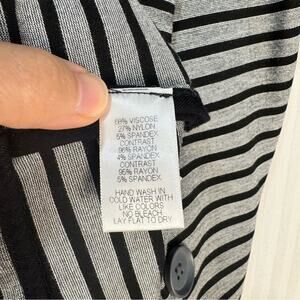 68% VISCOSE
27% NYLON
5% SPANDEX
CONTRAST
96% RAYON
4% SPANDEX
CONTRAST
95% RAYON
5% SPANDEX
HAND WASH IN
COLD WATER WITH
LIKE COLORS
NO BLEACH
LAY FLAT TO DRY